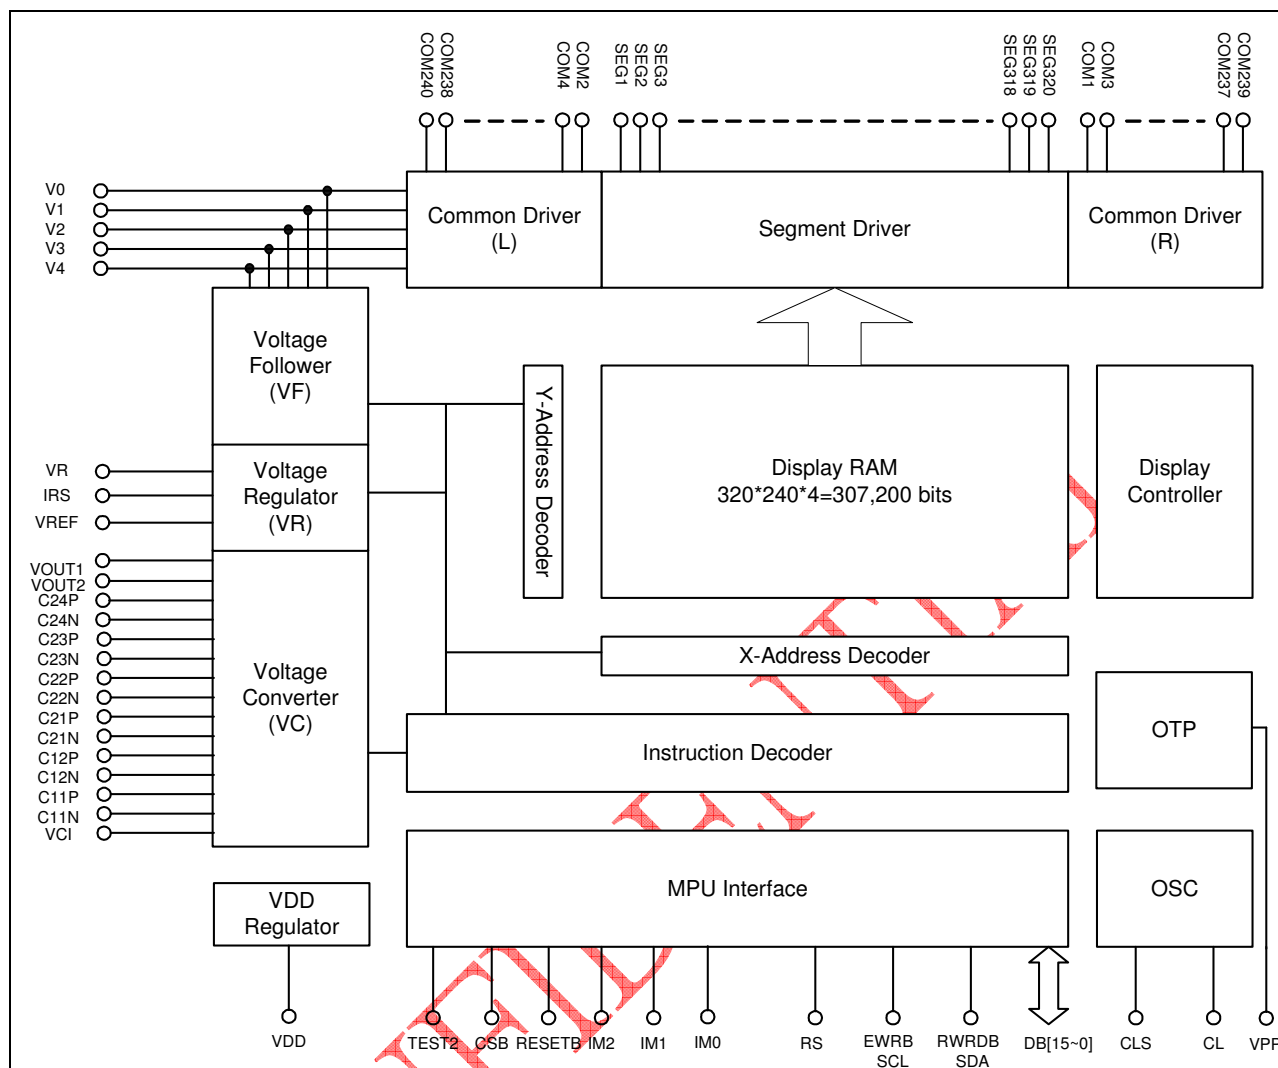 COM240
COM238
COM4
COM2
SEG1
SEG2
SEG3
SEG318
SEG319
SEG320
COM1
COM3
COM237
COM239
V0
V1
V2
V3
V4
Common Driver
(L)
Segment Driver
Common Driver
(R)
Voltage
Follower
(VF)
Y-Address Decoder
Display RAM
320*240*4=307,200 bits
Display
Controller
VR
IRS
VREF
Voltage
Regulator
(VR)
VOUT1
VOUT2
C24P
C24N
C23P
C23N
C22P
C22N
C21P
C21N
C12P
C12N
C11P
C11N
VCI
Voltage
Converter
(VC)
X-Address Decoder
Instruction Decoder
OTP
MPU Interface
OSC
VDD
Regulator
VDD
TEST2
CSB
RESETB
IM2
IM1
IM0
RS
EWRB
SCL
RWRDB
SDA
DB[15~0]
CLS
CL